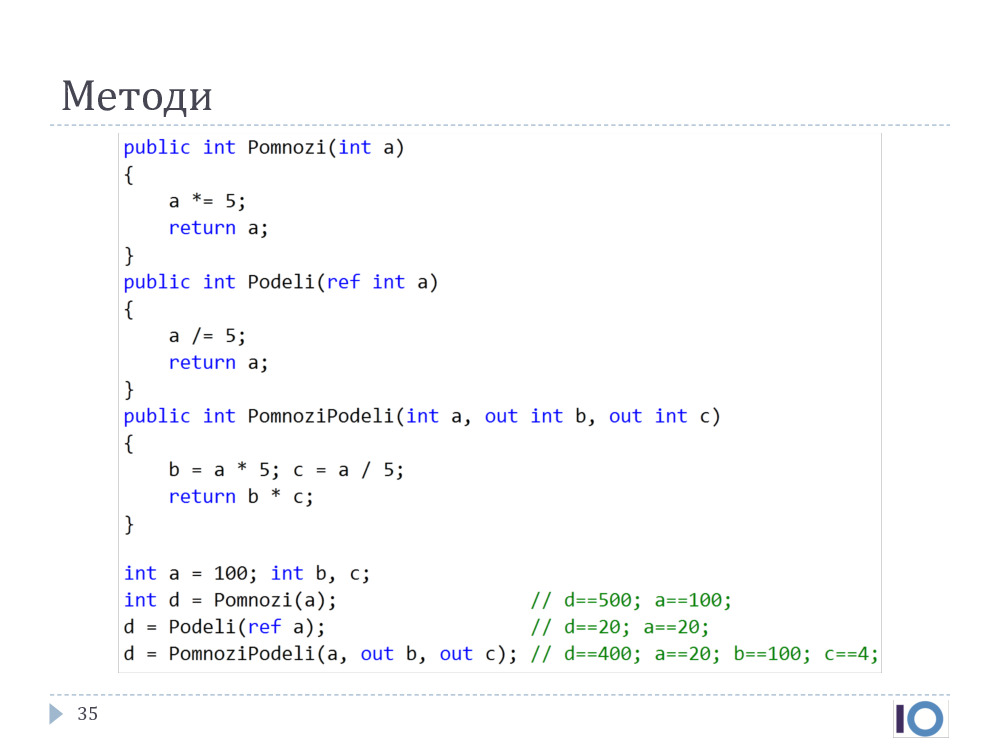 Методи
public int Pomnozi(int a)
{
    a *= 5;
    return a;
}
public int Podeli(ref int a)
{
    a /= 5;
    return a;
}
public int PomnoziPodeli(int a, out int b, out int c)
{
    b = a * 5; c = a / 5;
    return b * c;
}

int a = 100; int b, c;
int d = Pomnozi(a);                 // d==500; a==100;
d = Podeli(ref a);                  // d==20; a==20;
d = PomnoziPodeli(a, out b, out c); // d==400; a==20; b==100; c==4;
35
IO